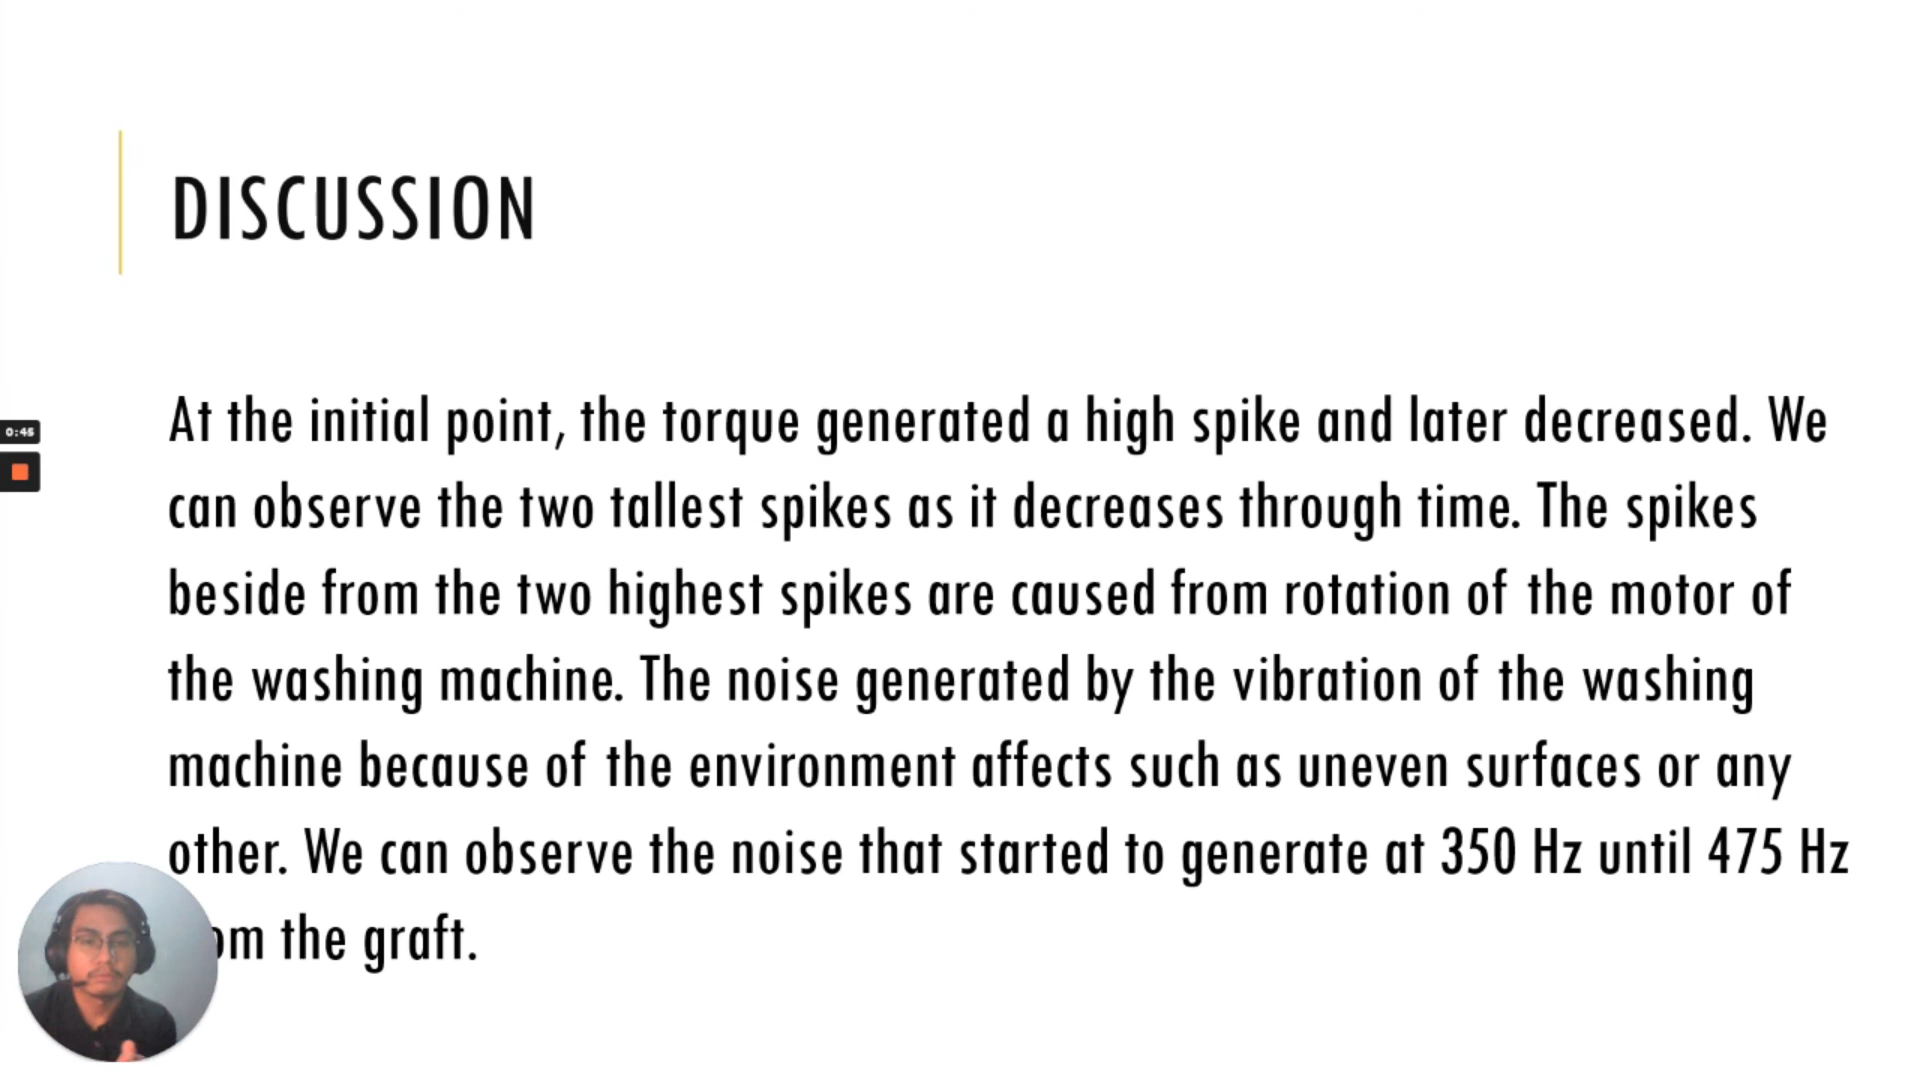 DISCUSSION
At the initial point, the torque generated a high spike and later decreased. We
can observe the two tallest spikes as it decreases through time. The spikes
beside from the two highest spikes are caused from rotation of the motor of
the washing machine. The noise generated by the vibration of the washing
machine because of the environment affects such as uneven surfaces or any
other. We can observe the noise that started to generate at 350 Hz until 475 Hz
the graft.
0:45